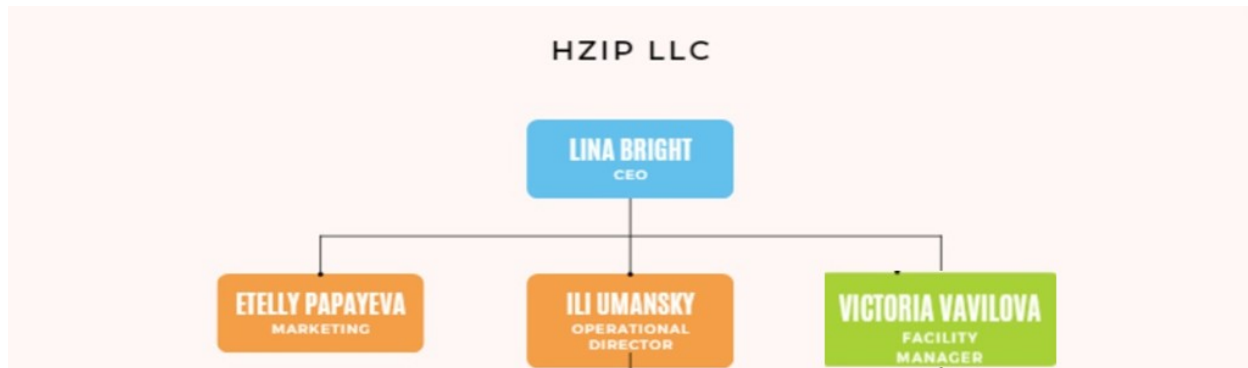 HZIP LLC
LINA BRIGHT
CEO
ETELLY PAPAYEVA
MARKETING
ILI UMANSKY
OPERATIONAL
DIRECTOR
VICTORIA VAVILOVA
FACILITY
MANAGER